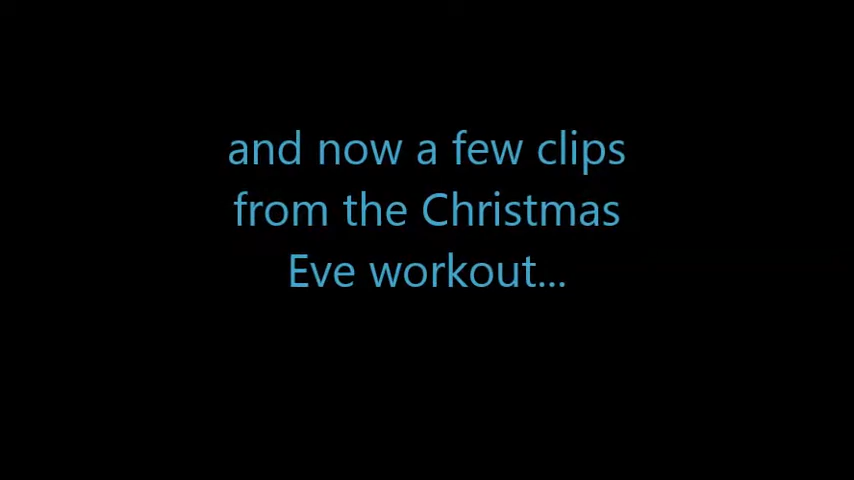 and now a few clips
from the Christmas
Eve workout...